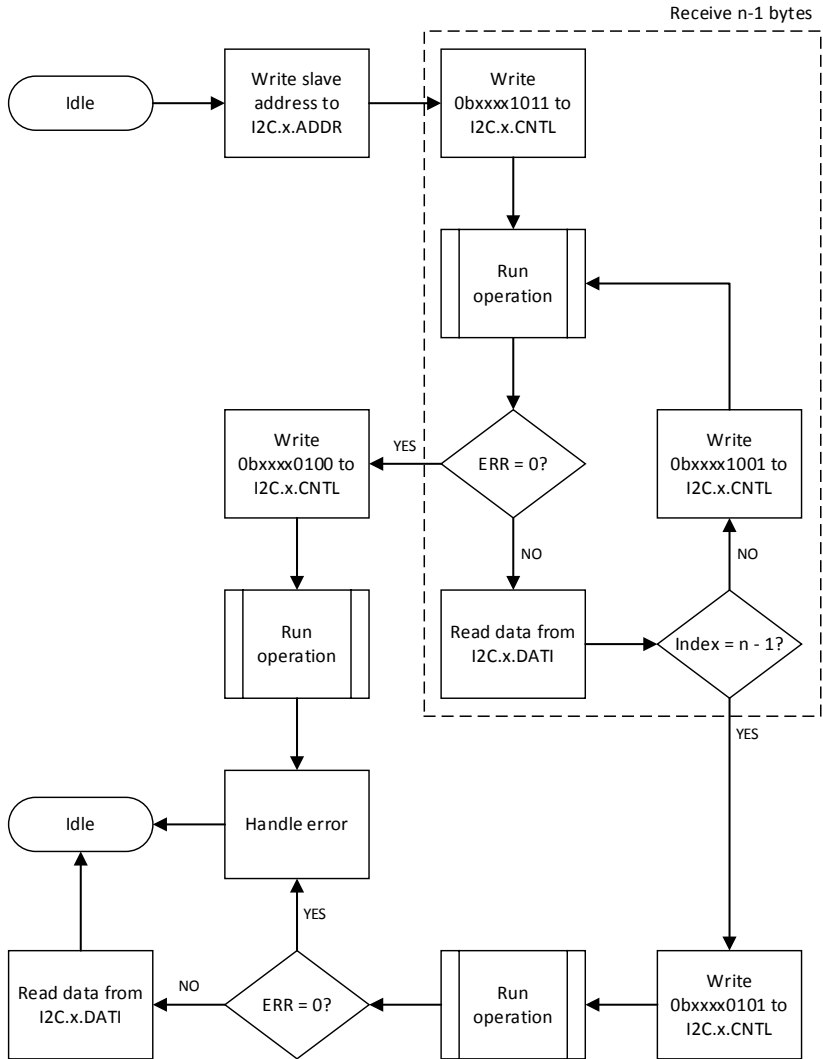 Receive n-1 bytes
Idle
Write slave
address to
I2C.x.ADDR
Write
0bxxxx1011 to
I2C.x.CNTL
Run
operation
Write
0bxxxx0100 to
I2C.x.CNTL
YES
ERR = 0?
Write
0bxxxx1001 to
I2C.x.CNTL
NO
NO
Run
operation
Read data from
I2C.x.DATI
Index = n - 1?
YES
Idle
Handle error
YES
Read data from
I2C.x.DATI
NO
ERR = 0?
Run
operation
Write
0bxxxx0101 to
I2C.x.CNTL